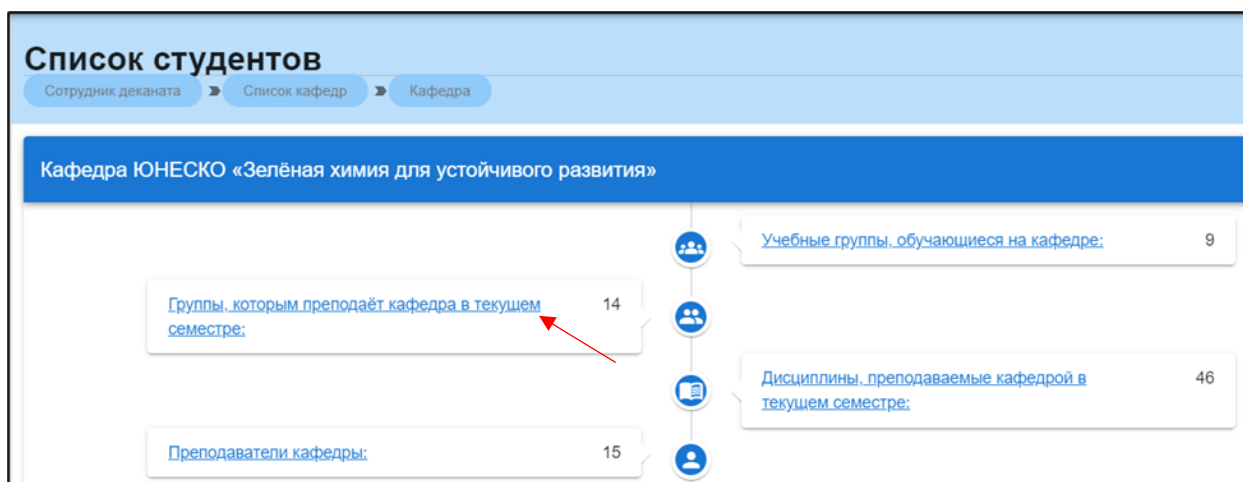 Список студентов
Сотрудник деканата Список кафедр Кафедра
Кафедра ЮНЕСКО «Зелёная химия для устойчивого развития»
Учебные группы, обучающиеся на кафедре: 9
Группы, которым преподаёт кафедра в текущем 14
семестре:
Дисциплины, преподаваемые кафедрой в 46
текущем семестре:
Преподаватели кафедры: 15